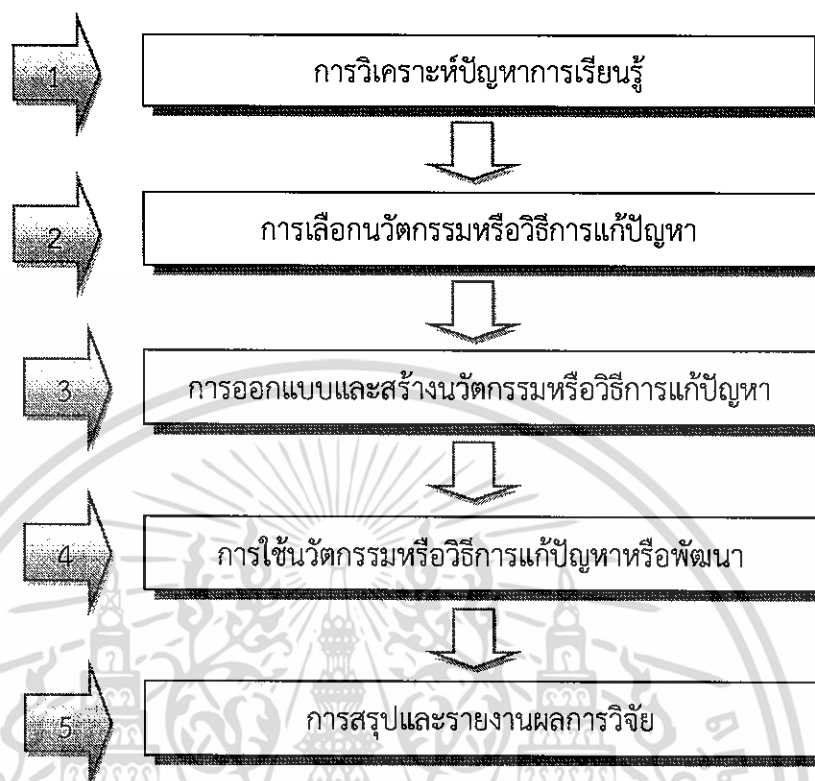 1
การวิเคราะห์ปัญหาการเรียนรู้
2
การเลือกนวัตกรรมหรือวิธีการแก้ปัญหา
3
การออกแบบและสร้างนวัตกรรมหรือวิธีการแก้ปัญหา
4
การใช้นวัตกรรมหรือวิธีการแก้ปัญหาหรือพัฒนา
5
การสรุปและรายงานผลการวิจัย